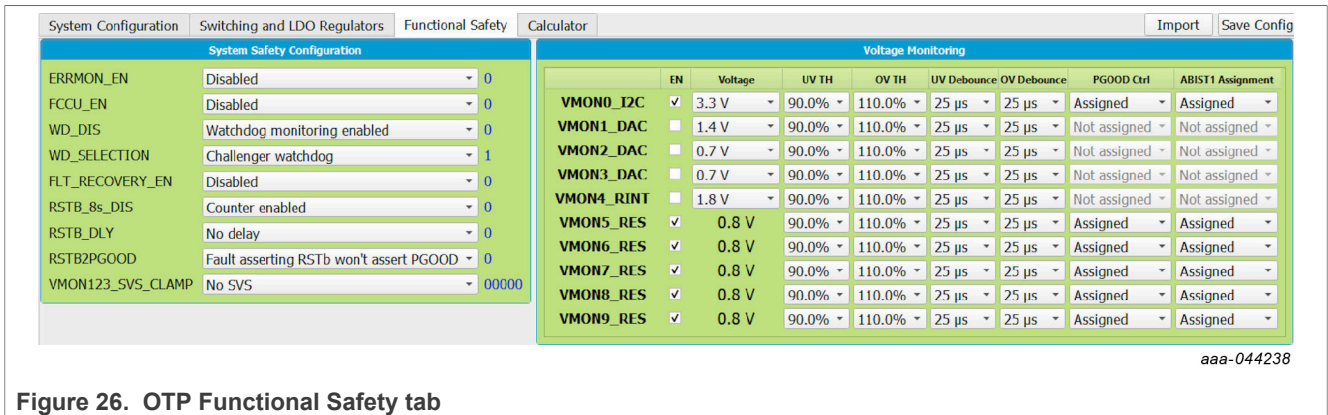 System Configuration Switching and LDO Regulators Functional Safety Calculator Import Save Config
System Safety Configuration
ERRMON_EN Disabled 0
FCCU_EN Disabled 0
WD_DIS Watchdog monitoring enabled 0
WD_SELECTION Challenger watchdog 1
FLT_RECOVERY_EN Disabled 0
RSTB_8s_DIS Counter enabled 0
RSTB_DLY No delay 0
RSTB2PGOOD Fault asserting RSTb won't assert PGOOD 0
VMON123_SVS_CLAMP No SVS 00000
Voltage Monitoring
EN Voltage UV TH OV TH UV Debounce OV Debounce PGOOD Ctrl ABIST1 Assignment
VMON0_I2C 3.3 V 90.0% 110.0% 25 µs 25 µs Assigned Assigned
VMON1_DAC 1.4 V 90.0% 110.0% 25 µs 25 µs Not assigned Not assigned
VMON2_DAC 0.7 V 90.0% 110.0% 25 µs 25 µs Not assigned Not assigned
VMON3_DAC 0.7 V 90.0% 110.0% 25 µs 25 µs Not assigned Not assigned
VMON4_RINT 1.8 V 90.0% 110.0% 25 µs 25 µs Not assigned Not assigned
VMON5_RES 0.8 V 90.0% 110.0% 25 µs 25 µs Assigned Assigned
VMON6_RES 0.8 V 90.0% 110.0% 25 µs 25 µs Assigned Assigned
VMON7_RES 0.8 V 90.0% 110.0% 25 µs 25 µs Assigned Assigned
VMON8_RES 0.8 V 90.0% 110.0% 25 µs 25 µs Assigned Assigned
VMON9_RES 0.8 V 90.0% 110.0% 25 µs 25 µs Assigned Assigned
aaa-044238
Figure 26. OTP Functional Safety tab